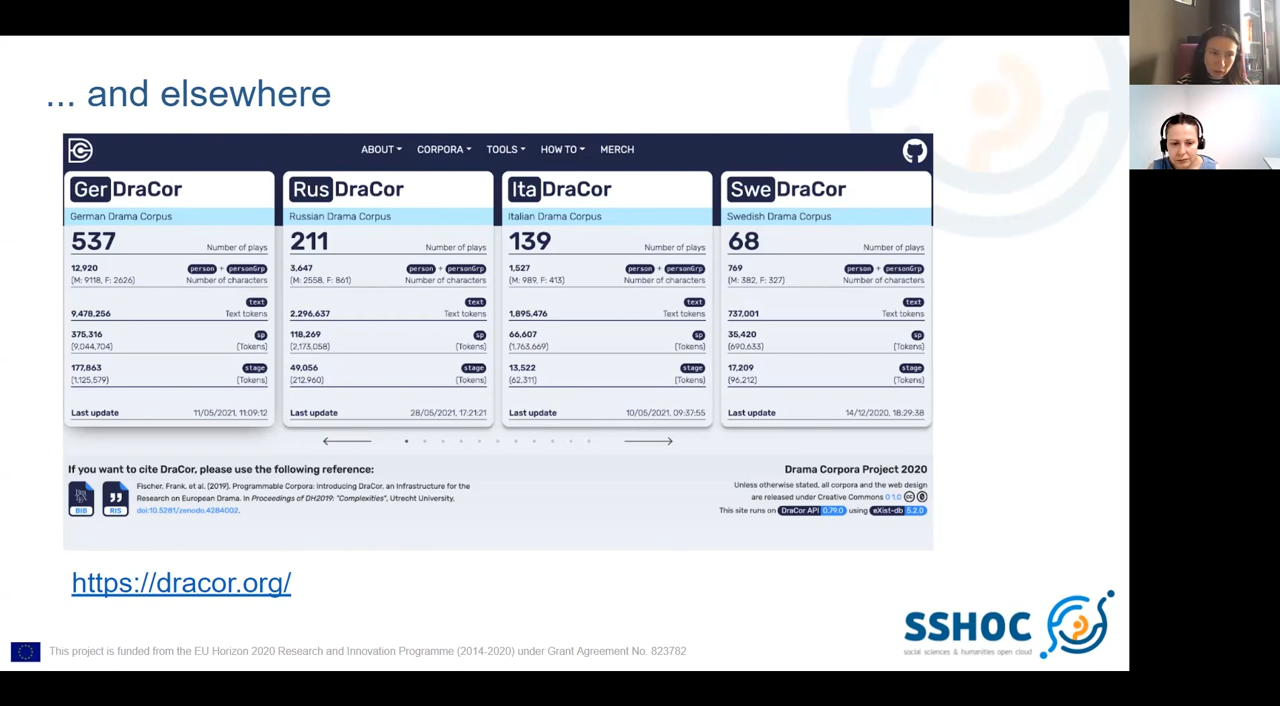 ... and elsewhere
ABOUT CORPORA TOOLS HOW TO MERCH
Ger DraCor
German Drama Corpus
537 Number of plays
12,920 person + personGrp
(M: 9118, F: 2626) Number of characters
text
9,478,256 Text tokens
375,316 sp
(9,044,704) (Tokens)
177,863 stage
(1,125,579) (Tokens)
Last update 11/05/2021, 11:09:12
Rus DraCor
Russian Drama Corpus
211 Number of plays
3,647 person + personGrp
(M: 2558, F: 861) Number of characters
text
2,296,637 Text tokens
118,269 sp
(2,173,058) (Tokens)
49,056 stage
(212,960) (Tokens)
Last update 28/05/2021, 17:21:21
Ita DraCor
Italian Drama Corpus
139 Number of plays
1,527 person + personGrp
(M: 989, F: 413) Number of characters
text
1,895,476 Text tokens
66,607 sp
(1,763,669) (Tokens)
13,522 stage
(62,311) (Tokens)
Last update 10/05/2021, 09:37:55
Swe DraCor
Swedish Drama Corpus
68 Number of plays
769 person + personGrp
(M: 382, F: 327) Number of characters
text
737,001 Text tokens
35,420 sp
(690,633) (Tokens)
17,209 stage
(96,212) (Tokens)
Last update 14/12/2020, 18:29:38
If you want to cite DraCor, please use the following reference:
BIB
RIS
Fischer, Frank, et al. (2019). Programmable Corpora: Introducing DraCor, an Infrastructure for the
Research on European Drama. In Proceedings of DH2019: "Complexities", Utrecht University,
doi:10.5281/zenodo.4284002.
Drama Corpora Project 2020
Unless otherwise stated, all corpora and the web design
are released under Creative Commons 0 1.0
This site runs on DraCor API 0.79.0 using eXist-db 5.2.0
https://dracor.org/
SSHOC
social sciences & humanities open cloud
This project is funded from the EU Horizon 2020 Research and Innovation Programme (2014-2020) under Grant Agreement No. 823782